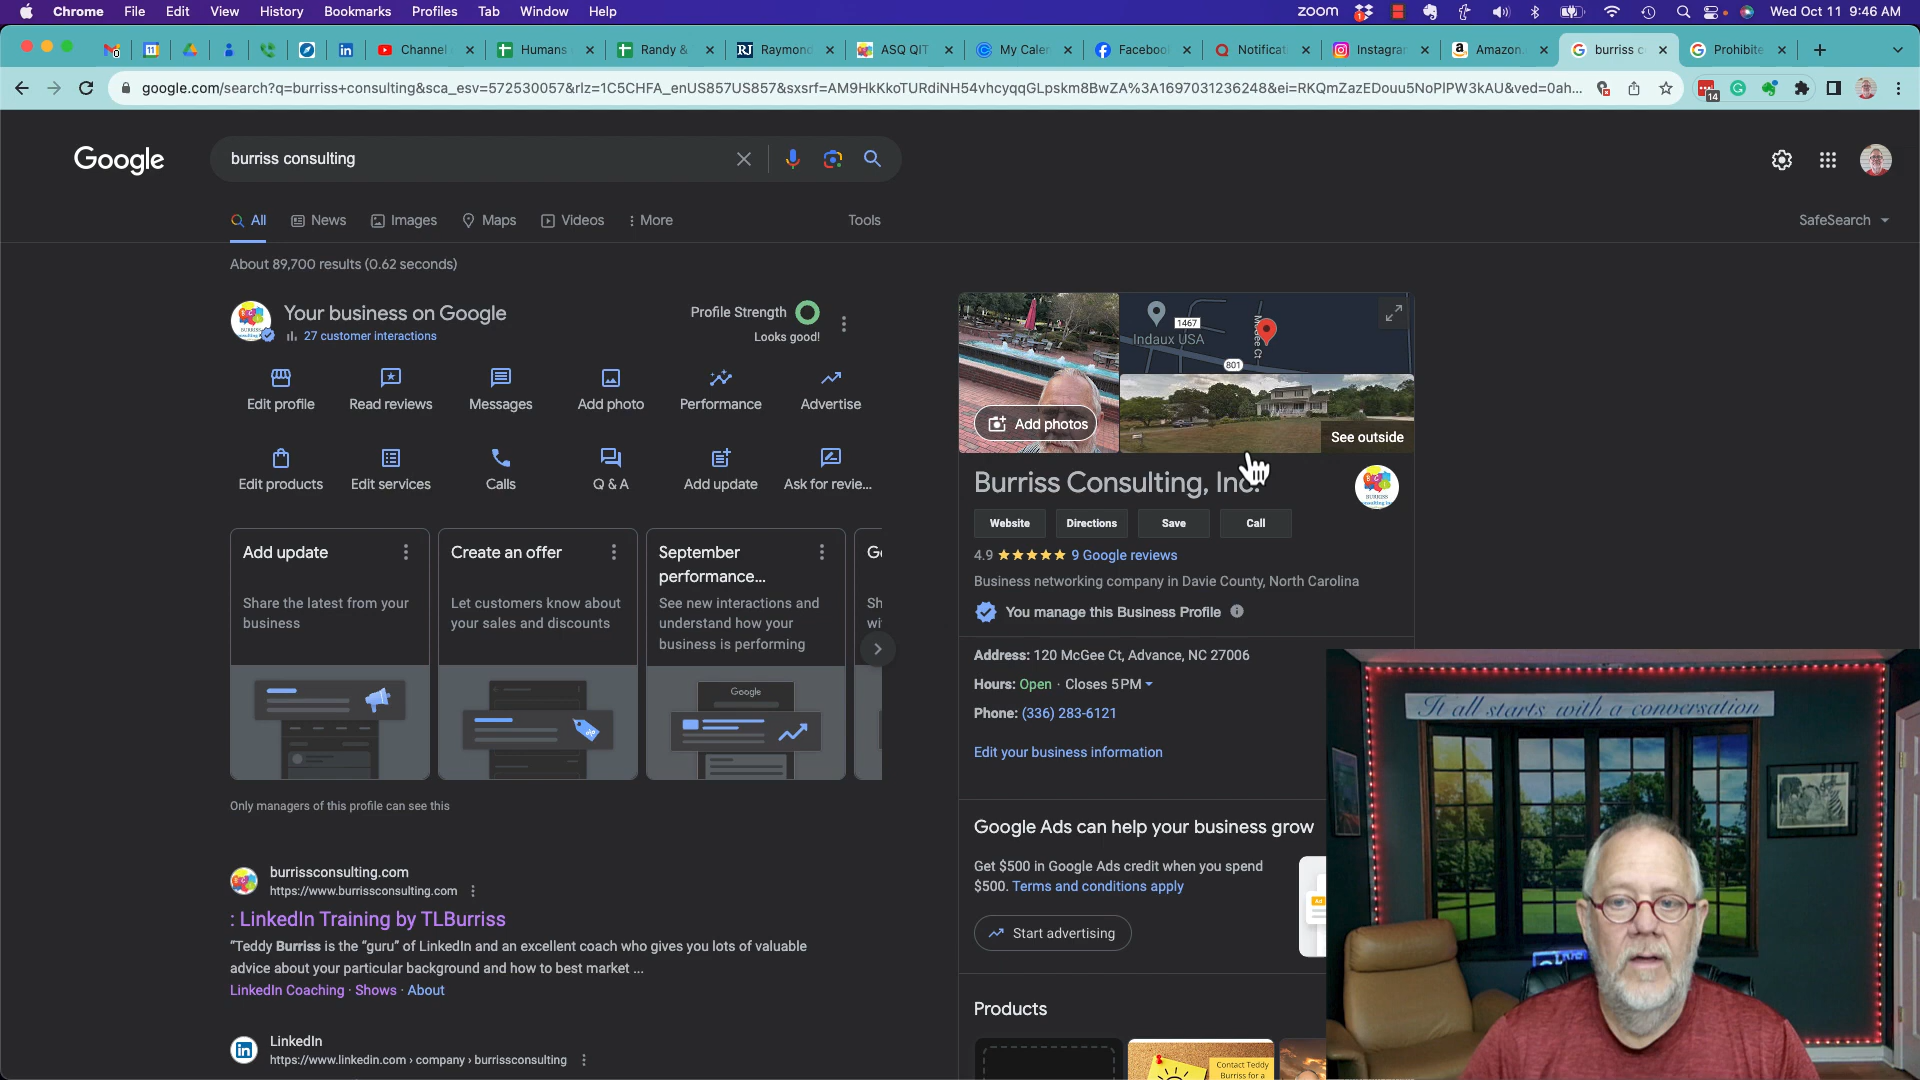 Chrome File Edit View History Bookmarks Profiles Tab Window Help zoom Wed Oct 11 9:46 AM
Channel Humans Randy & Raymond ASQ QIT My Caler Facebook Notificat Instagra Amazon. burriss c Prohibite
google.com/search?q=burriss+consulting&sca_esv=572530057&rlz=1C5CHFA_enUS857US857&sxsrf=AM9HkKkoTURdiNH54vhcyqqGLpskm8BwZA%3A1697031236248&ei=RKQmZazEDouu5NoPlPW3kAU&ved=0ah... 14
Google burriss consulting
All News Images Maps Videos More Tools SafeSearch
About 89,700 results (0.62 seconds)
Your business on Google
27 customer interactions
Profile Strength
Looks good!
Edit profile Read reviews Messages Add photo Performance Advertise
Edit products Edit services Calls Q & A Add update Ask for revie...
Add update
Share the latest from your
business
Create an offer
Let customers know about
your sales and discounts
September
performance...
See new interactions and
understand how your
business is performing
Google
Only managers of this profile can see this
burrissconsulting.com
https://www.burrissconsulting.com
: LinkedIn Training by TLBurriss
"Teddy Burriss is the "guru" of LinkedIn and an excellent coach who gives you lots of valuable
advice about your particular background and how to best market ...
LinkedIn Coaching · Shows · About
LinkedIn
https://www.linkedin.com › company › burrissconsulting
Indaux USA
1467
McGee Ct
801
Add photos
See outside
Burriss Consulting, Inc.
Website Directions Save Call
4.9 9 Google reviews
Business networking company in Davie County, North Carolina
You manage this Business Profile
Address: 120 McGee Ct, Advance, NC 27006
Hours: Open · Closes 5 PM
Phone: (336) 283-6121
Edit your business information
Google Ads can help your business grow
Get $500 in Google Ads credit when you spend
$500. Terms and conditions apply
Start advertising
Products
Contact Teddy
Burriss for a
It all starts with a conversation